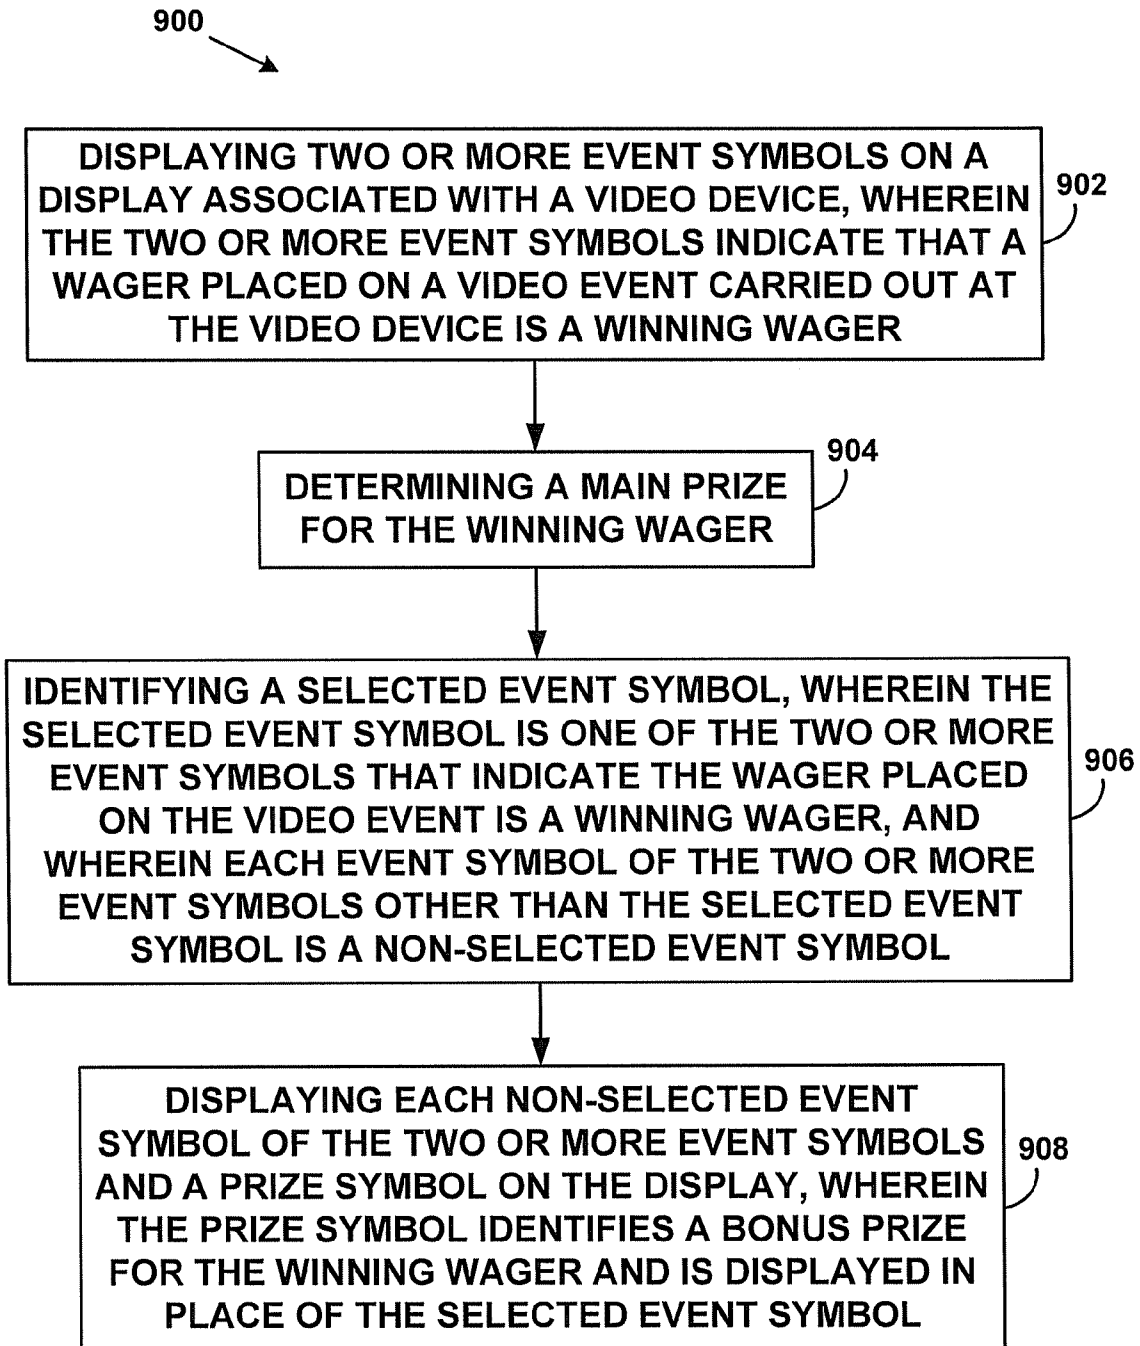 900
DISPLAYING TWO OR MORE EVENT SYMBOLS ON A
DISPLAY ASSOCIATED WITH A VIDEO DEVICE, WHEREIN
THE TWO OR MORE EVENT SYMBOLS INDICATE THAT A
WAGER PLACED ON A VIDEO EVENT CARRIED OUT AT
THE VIDEO DEVICE IS A WINNING WAGER
902
DETERMINING A MAIN PRIZE
FOR THE WINNING WAGER
904
IDENTIFYING A SELECTED EVENT SYMBOL, WHEREIN THE
SELECTED EVENT SYMBOL IS ONE OF THE TWO OR MORE
EVENT SYMBOLS THAT INDICATE THE WAGER PLACED
ON THE VIDEO EVENT IS A WINNING WAGER, AND
WHEREIN EACH EVENT SYMBOL OF THE TWO OR MORE
EVENT SYMBOLS OTHER THAN THE SELECTED EVENT
SYMBOL IS A NON-SELECTED EVENT SYMBOL
906
DISPLAYING EACH NON-SELECTED EVENT
SYMBOL OF THE TWO OR MORE EVENT SYMBOLS
AND A PRIZE SYMBOL ON THE DISPLAY, WHEREIN
THE PRIZE SYMBOL IDENTIFIES A BONUS PRIZE
FOR THE WINNING WAGER AND IS DISPLAYED IN
PLACE OF THE SELECTED EVENT SYMBOL
908